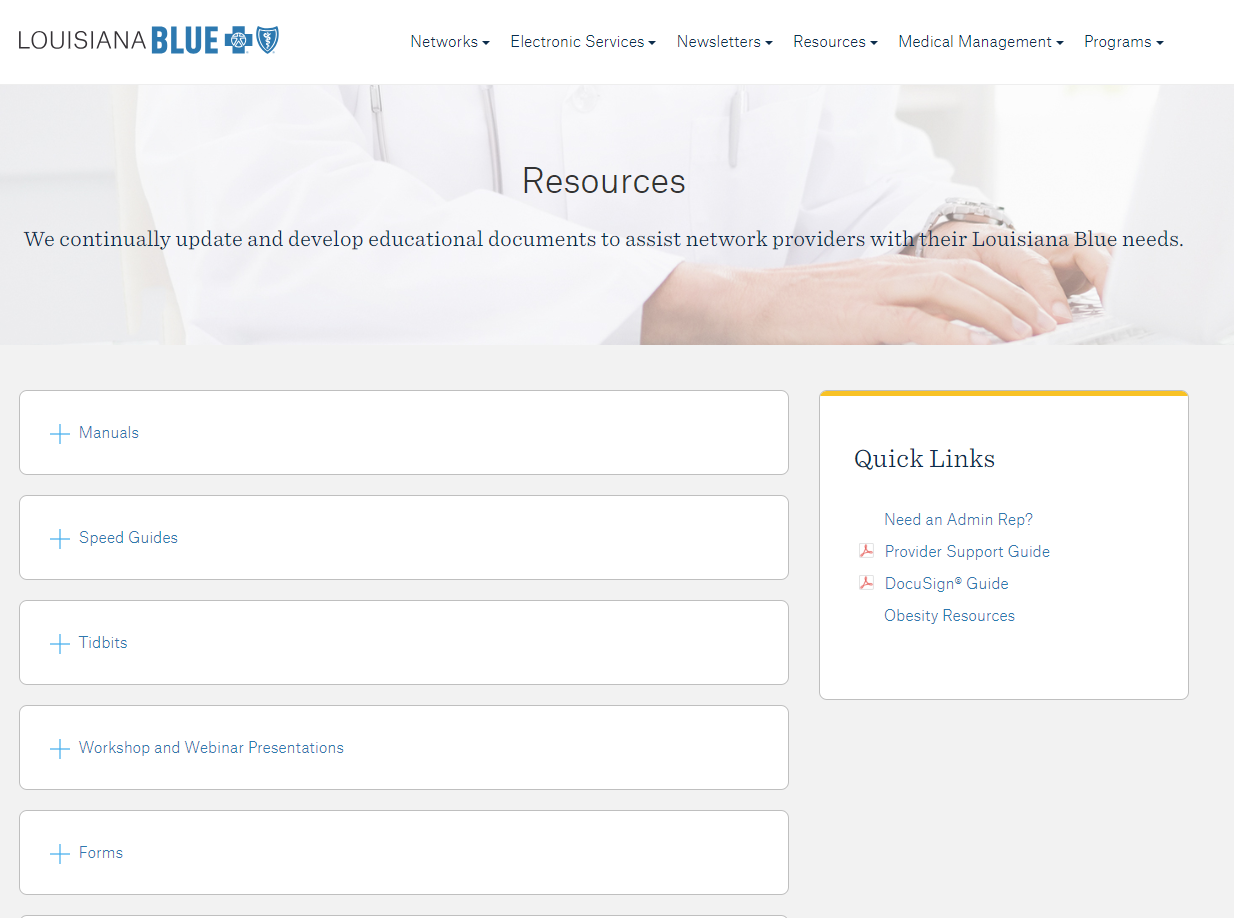 LOUISIANA BLUE
Networks
Electronic Services
Newsletters
Resources
Medical Management
Programs
Resources
We continually update and develop educational documents to assist network providers with their Louisiana Blue needs.
Manuals
Speed Guides
Tidbits
Workshop and Webinar Presentations
Forms
Quick Links
Need an Admin Rep?
Provider Support Guide
DocuSign® Guide
Obesity Resources